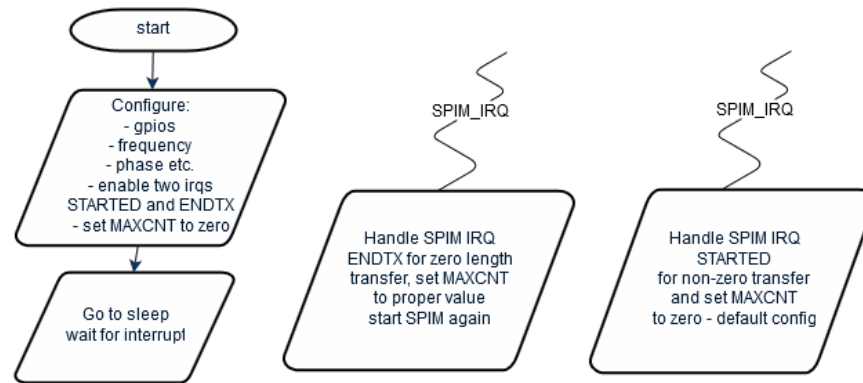 start
Configure:
- gpios
- frequency
- phase etc.
- enable two irqs
STARTED and ENDTX
- set MAXCNT to zero
Go to sleep
wait for interrupt
SPIM_IRQ
Handle SPIM IRQ
ENDTX for zero length
transfer, set MAXCNT
to proper value
start SPIM again
SPIM_IRQ
Handle SPIM IRQ
STARTED
for non-zero transfer
and set MAXCNT
to zero - default config